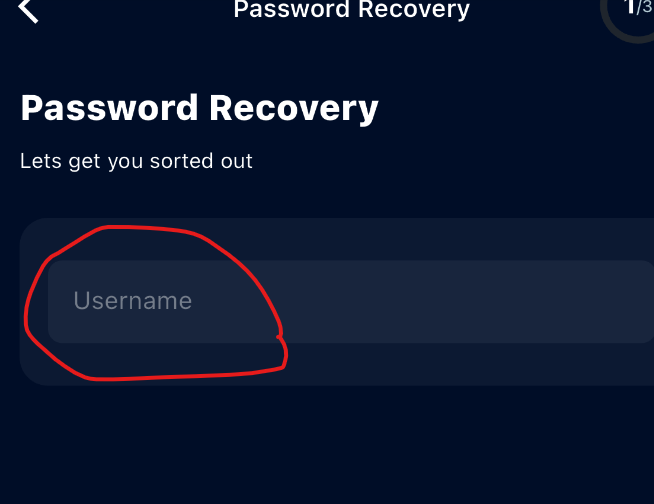 Password Recovery
1/3
Password Recovery
Lets get you sorted out
Username